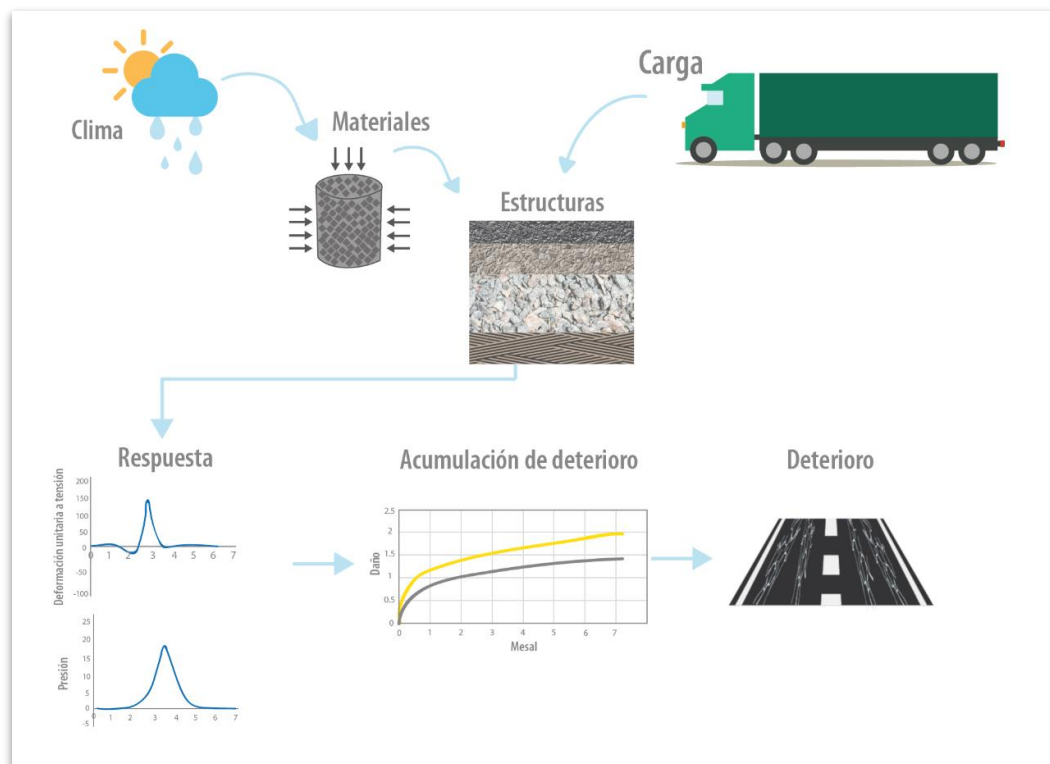 Clima
Materiales
Carga
Estructuras
Respuesta
Deformación unitaria a tensión
200
150
100
50
0
-50
-100
0 1 2 3 4 5 6 7
Presión
25
20
15
10
5
0
-5
0 1 2 3 4 5 6 7
Acumulación de deterioro
Daño
2.5
2
1.5
1
0.5
0
0 1 2 3 4 5 6 7
Mesal
Deterioro